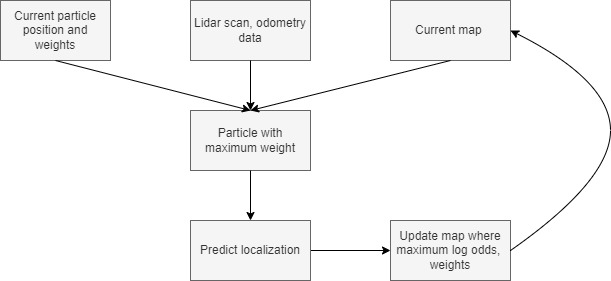 Current particle
position and
weights
Lidar scan, odometry
data
Current map
Particle with
maximum weight
Predict localization
Update map where
maximum log odds,
weights